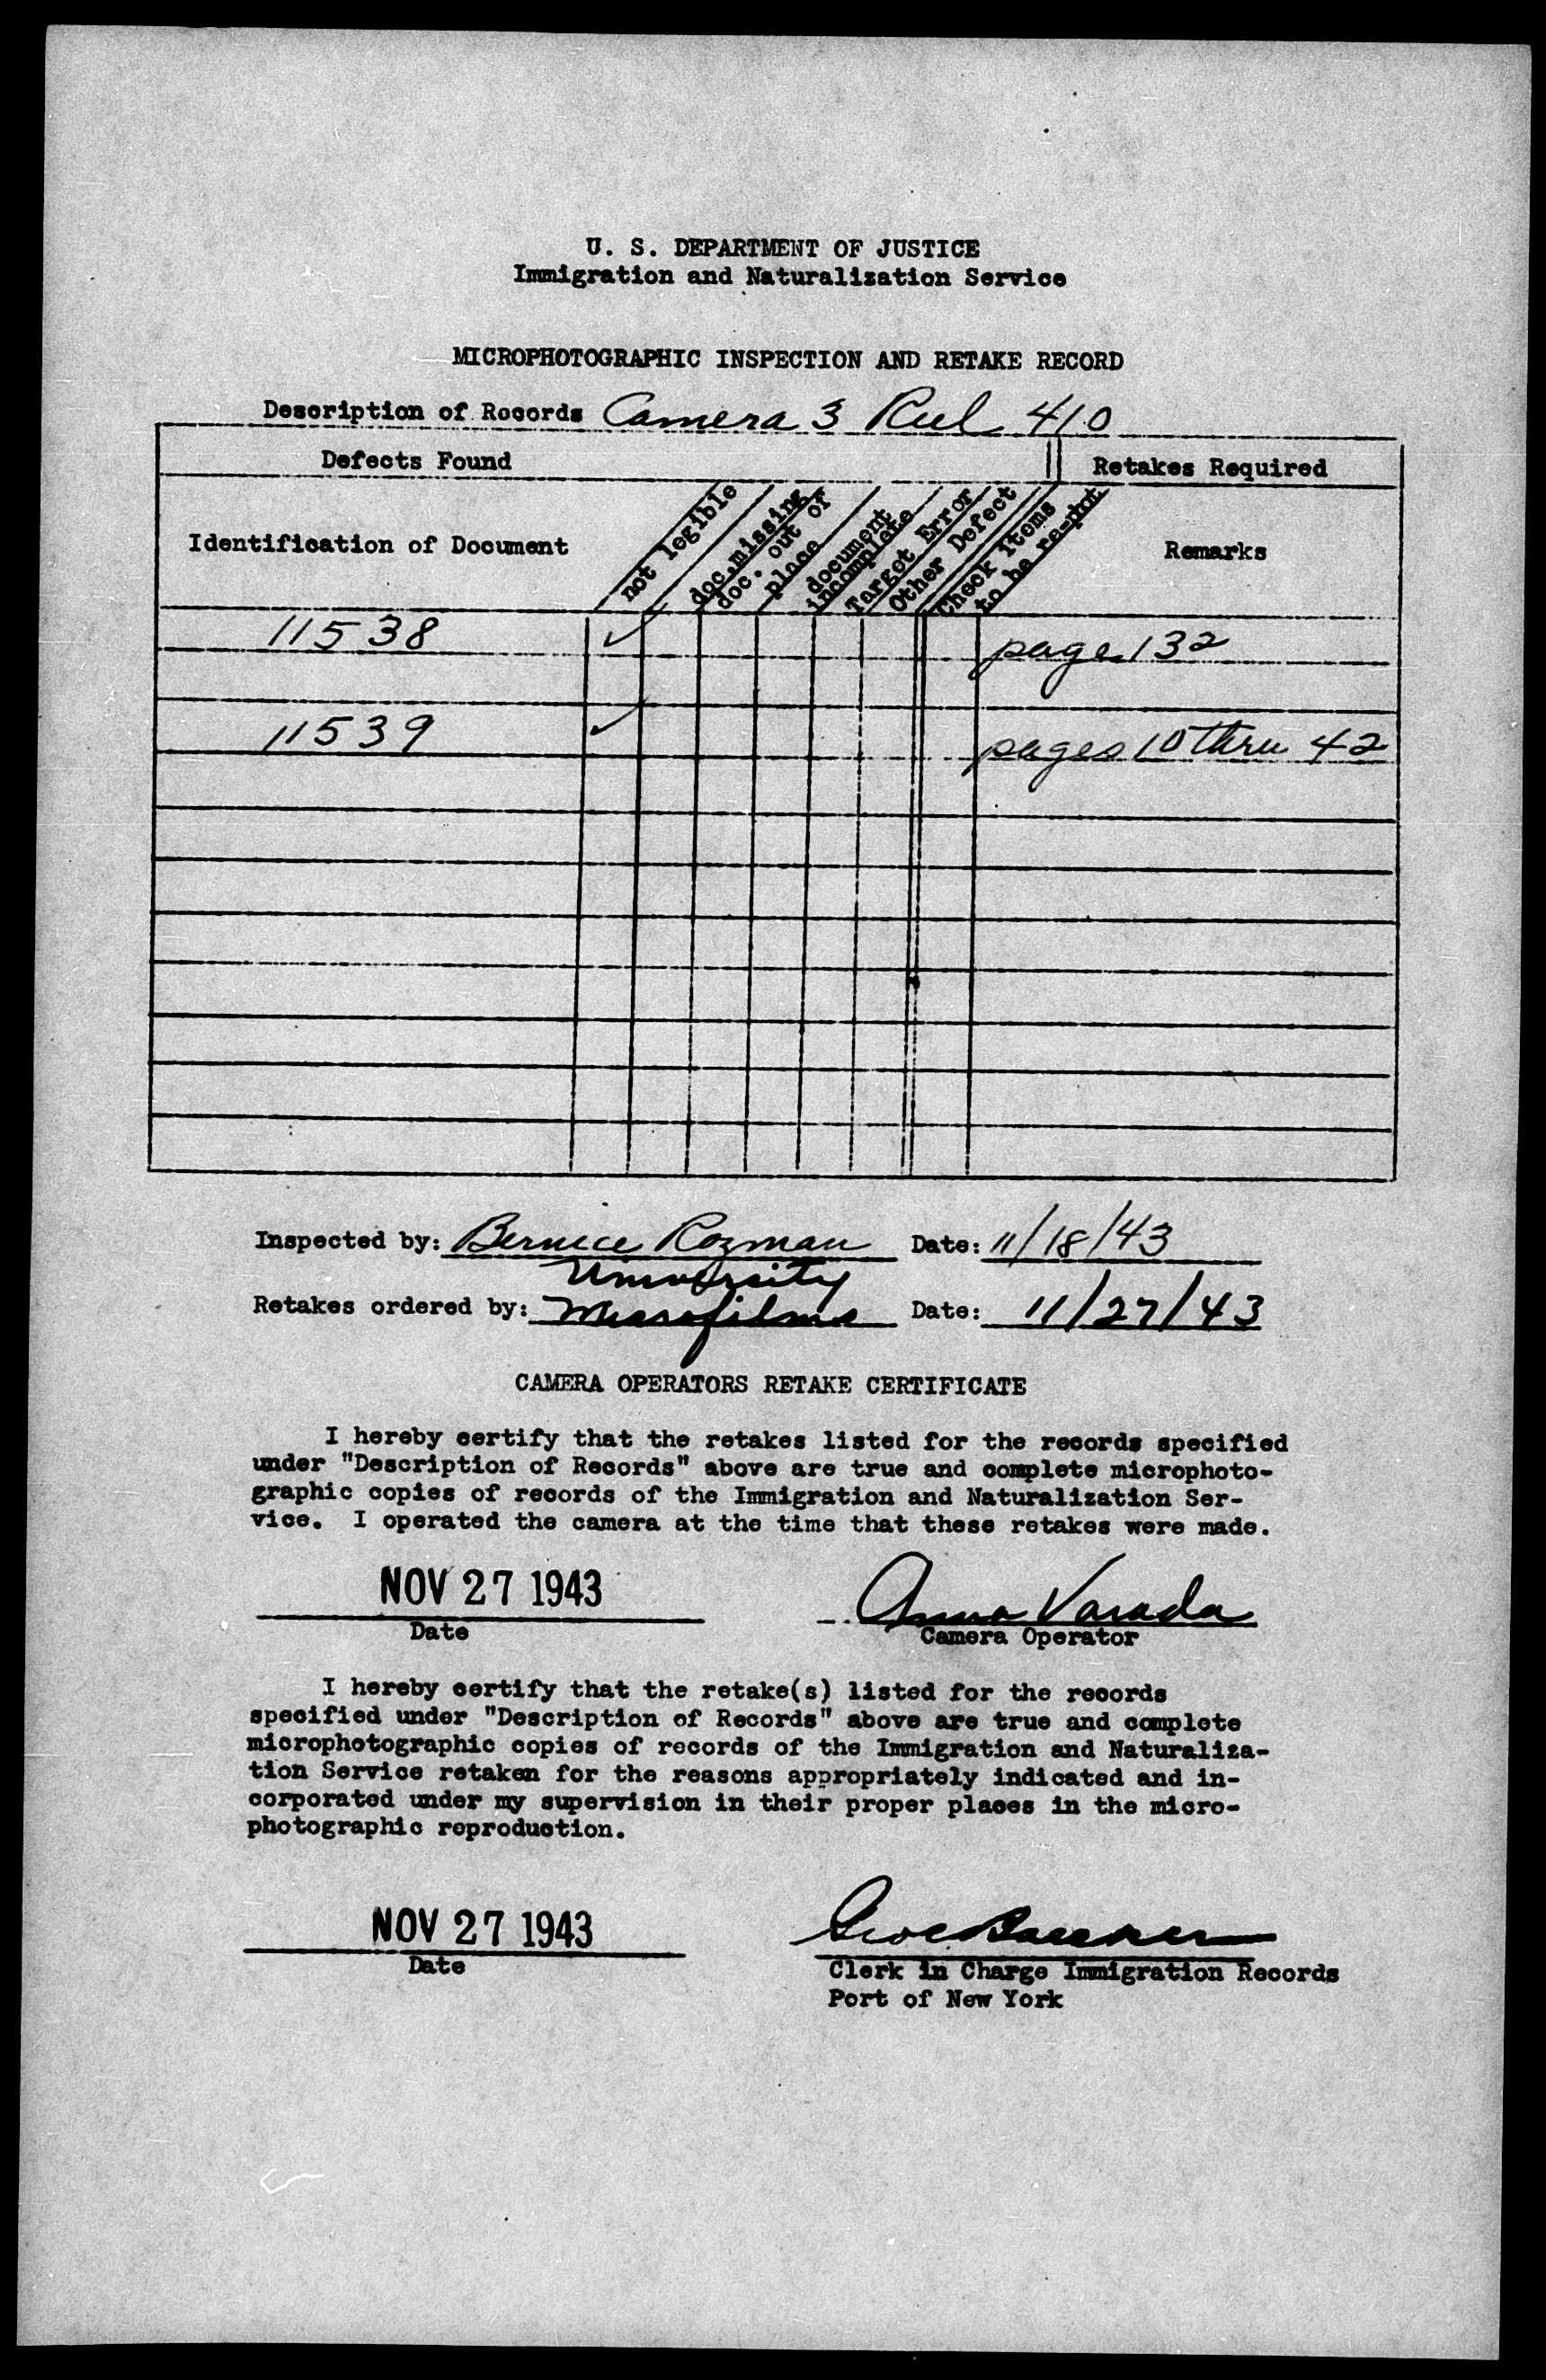 U. S. DEPARTMENT OF JUSTICE
Immigration and Naturalization Service
MICROPHOTOGRAPHIC INSPECTION AND RETAKE RECORD
Description of Records Camera 3 Reel 410
Defects Found
Retakes Required
Identification of Document
not legible
doc. missing
doc. out of
place
document
incomplete
Target Error
Other Defect
Check items
to be re-phot
Remarks
11538 ✓ page 132
11539 ✓ pages 10 thru 42
Inspected by: Bernice Rozman Date: 11/18/43
University
Retakes ordered by: Microfilms Date: 11/27/43
CAMERA OPERATORS RETAKE CERTIFICATE
I hereby certify that the retakes listed for the records specified
under "Description of Records" above are true and complete microphoto-
graphic copies of records of the Immigration and Naturalization Ser-
vice. I operated the camera at the time that these retakes were made.
NOV 27 1943 Anna Varada
Date Camera Operator
I hereby certify that the retake(s) listed for the records
specified under "Description of Records" above are true and complete
microphotographic copies of records of the Immigration and Naturaliza-
tion Service retaken for the reasons appropriately indicated and in-
corporated under my supervision in their proper places in the micro-
photographic reproduction.
NOV 27 1943
Date
Clerk in Charge Immigration Records
Port of New York